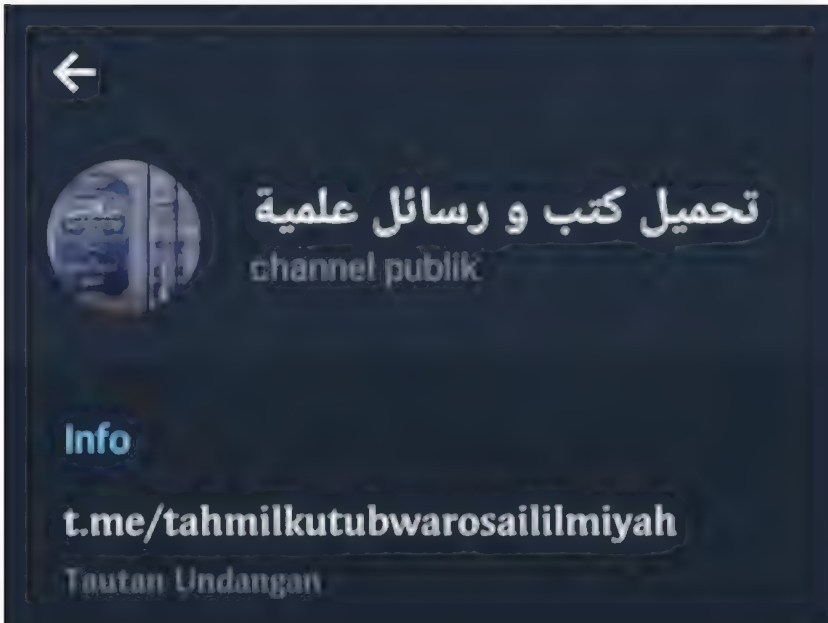 تحميل كتب و رسائل علمية
channel publik
Info
t.me/tahmilkutubwarosaililmiyah
Tautan Undangan